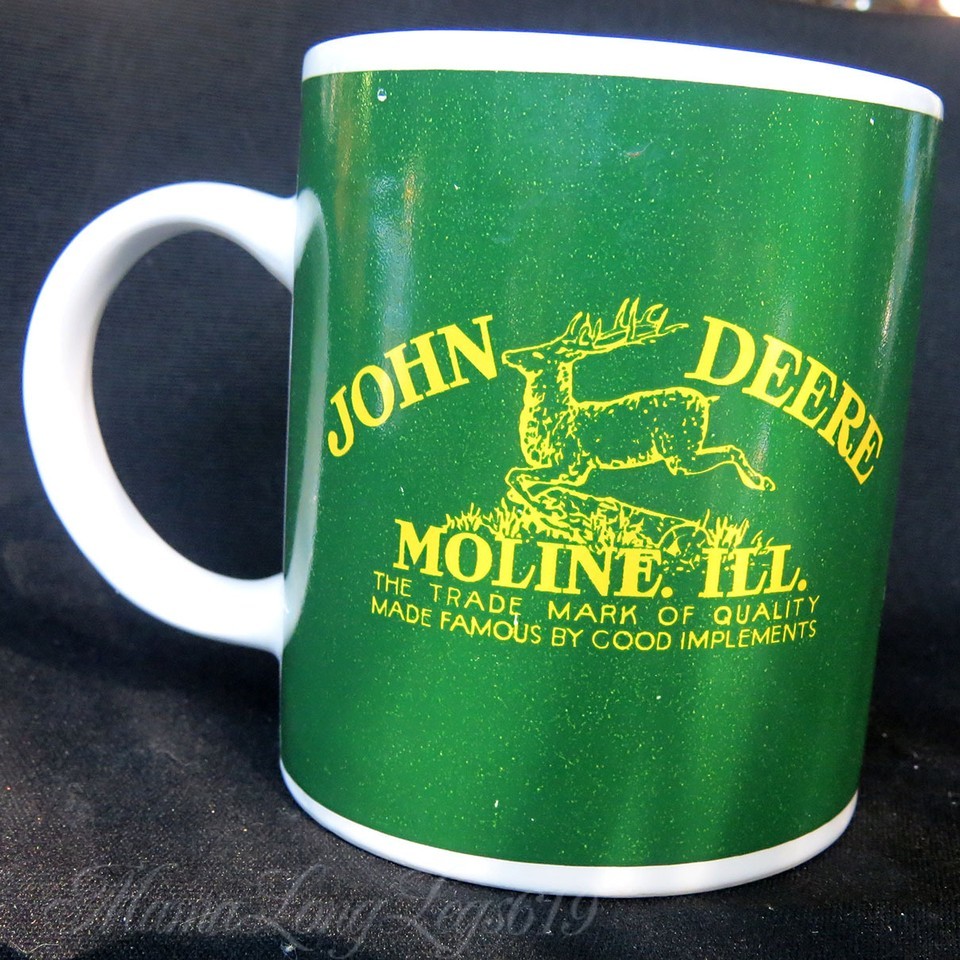 JOHN DEERE
MOLINE. ILL.
THE TRADE MARK OF QUALITY
MADE FAMOUS BY GOOD IMPLEMENTS
Mama Long Legs619